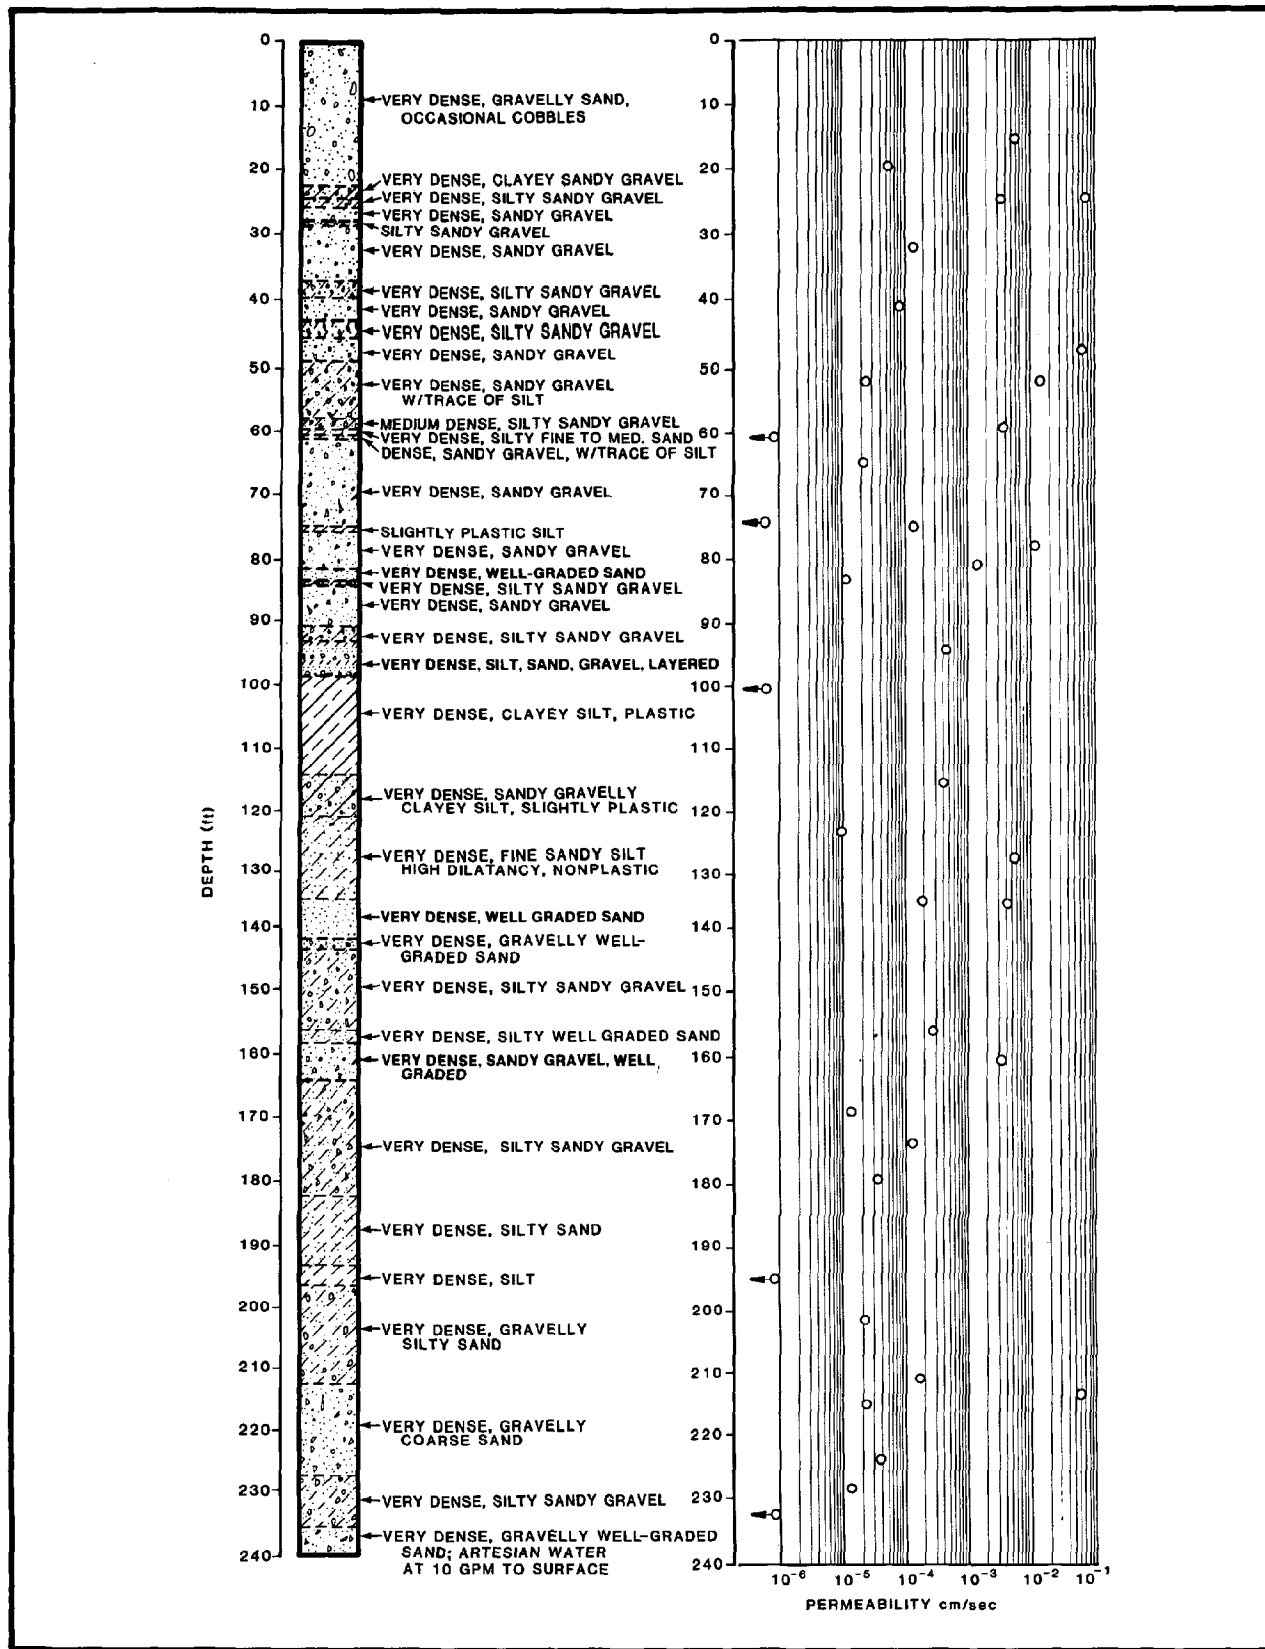 DEPTH (ft)
0
10
20
30
40
50
60
70
80
90
100
110
120
130
140
150
160
170
180
190
200
210
220
230
240
VERY DENSE, GRAVELLY SAND,
OCCASIONAL COBBLES
VERY DENSE, CLAYEY SANDY GRAVEL
VERY DENSE, SILTY SANDY GRAVEL
VERY DENSE, SANDY GRAVEL
SILTY SANDY GRAVEL
VERY DENSE, SANDY GRAVEL
VERY DENSE, SILTY SANDY GRAVEL
VERY DENSE, SANDY GRAVEL
VERY DENSE, SILTY SANDY GRAVEL
VERY DENSE, SANDY GRAVEL
VERY DENSE, SANDY GRAVEL
W/TRACE OF SILT
MEDIUM DENSE, SILTY SANDY GRAVEL
VERY DENSE, SILTY FINE TO MED. SAND
DENSE, SANDY GRAVEL, W/TRACE OF SILT
VERY DENSE, SANDY GRAVEL
SLIGHTLY PLASTIC SILT
VERY DENSE, SANDY GRAVEL
VERY DENSE, WELL-GRADED SAND
VERY DENSE, SILTY SANDY GRAVEL
VERY DENSE, SANDY GRAVEL
VERY DENSE, SILTY SANDY GRAVEL
VERY DENSE, SILT, SAND, GRAVEL, LAYERED
VERY DENSE, CLAYEY SILT, PLASTIC
VERY DENSE, SANDY GRAVELLY
CLAYEY SILT, SLIGHTLY PLASTIC
VERY DENSE, FINE SANDY SILT
HIGH DILATANCY, NONPLASTIC
VERY DENSE, WELL GRADED SAND
VERY DENSE, GRAVELLY WELL-
GRADED SAND
VERY DENSE, SILTY SANDY GRAVEL
VERY DENSE, SILTY WELL GRADED SAND
VERY DENSE, SANDY GRAVEL, WELL
GRADED
VERY DENSE, SILTY SANDY GRAVEL
VERY DENSE, SILTY SAND
VERY DENSE, SILT
VERY DENSE, GRAVELLY
SILTY SAND
VERY DENSE, GRAVELLY
COARSE SAND
VERY DENSE, SILTY SANDY GRAVEL
VERY DENSE, GRAVELLY WELL-GRADED
SAND; ARTESIAN WATER
AT 10 GPM TO SURFACE
0
10
20
30
40
50
60
70
80
90
100
110
120
130
140
150
160
170
180
190
200
210
220
230
240
10⁻⁶ 10⁻⁵ 10⁻⁴ 10⁻³ 10⁻² 10⁻¹
PERMEABILITY cm/sec